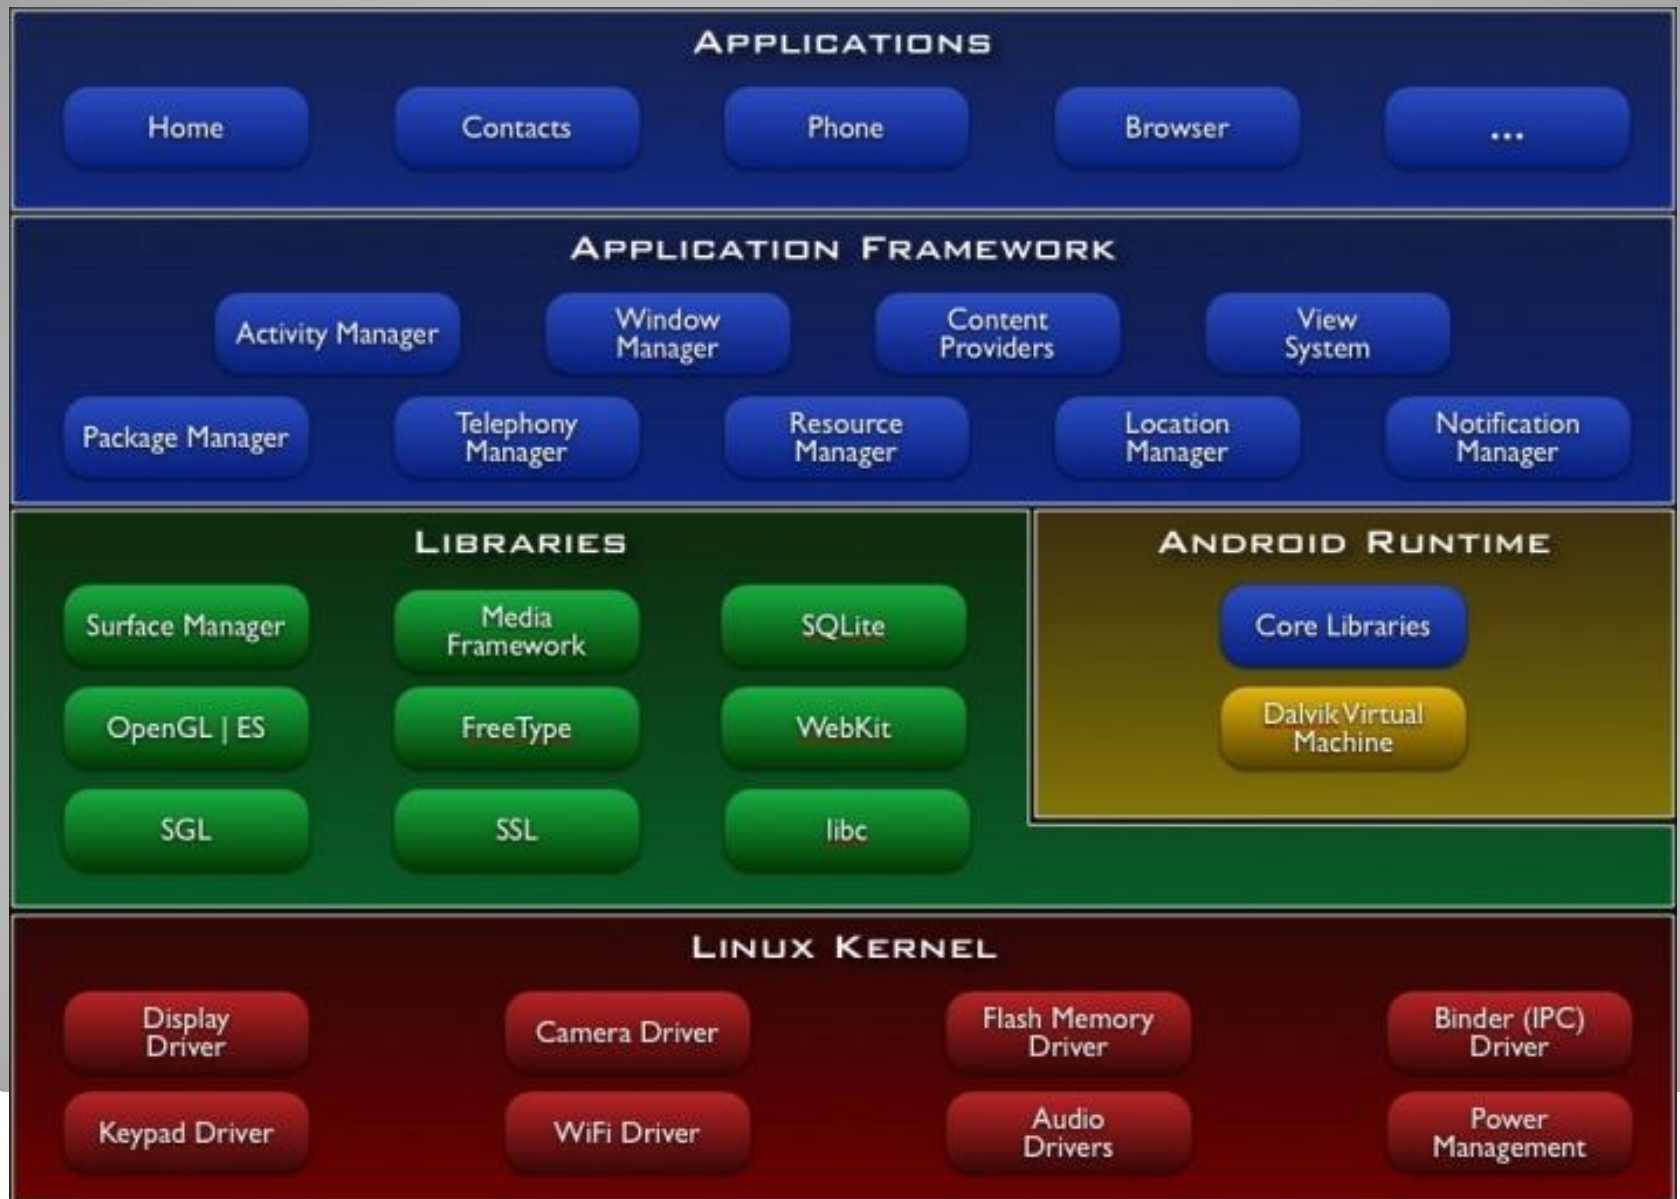 APPLICATIONS
Home
Contacts
Phone
Browser
...
APPLICATION FRAMEWORK
Activity Manager
Window
Manager
Content
Providers
View
System
Package Manager
Telephony
Manager
Resource
Manager
Location
Manager
Notification
Manager
LIBRARIES
Surface Manager
Media
Framework
SQLite
OpenGL | ES
FreeType
WebKit
SGL
SSL
libc
ANDROID RUNTIME
Core Libraries
Dalvik Virtual
Machine
LINUX KERNEL
Display
Driver
Camera Driver
Flash Memory
Driver
Binder (IPC)
Driver
Keypad Driver
WiFi Driver
Audio
Drivers
Power
Management